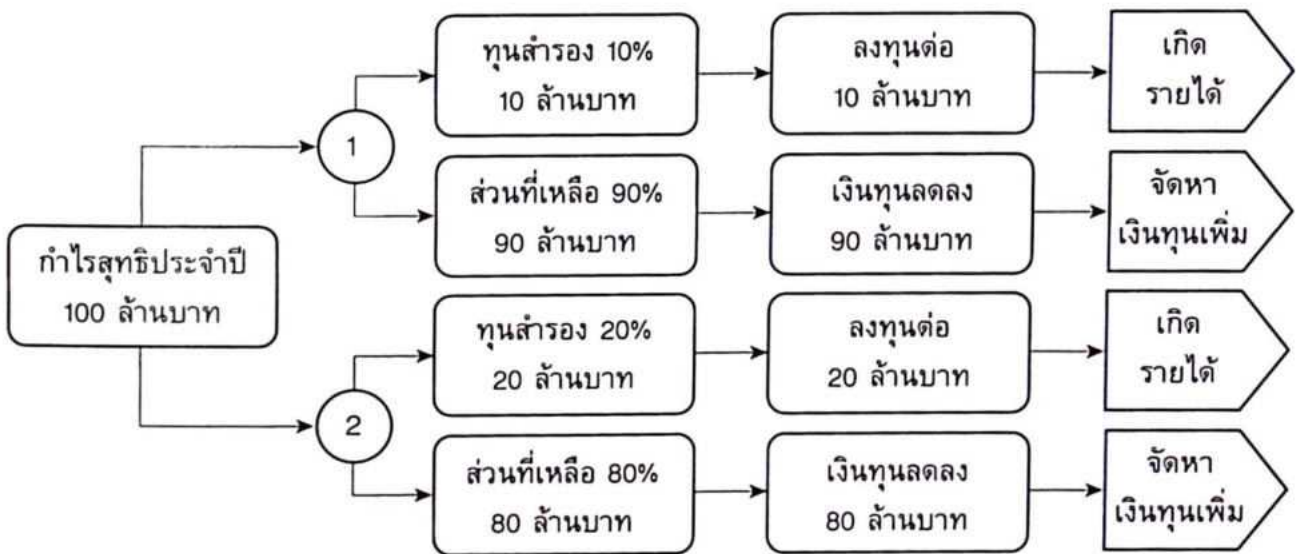 กำไรสุทธิประจำปี
100 ล้านบาท
1
ทุนสำรอง 10%
10 ล้านบาท
ลงทุนต่อ
10 ล้านบาท
เกิด
รายได้
ส่วนที่เหลือ 90%
90 ล้านบาท
เงินทุนลดลง
90 ล้านบาท
จัดหา
เงินทุนเพิ่ม
2
ทุนสำรอง 20%
20 ล้านบาท
ลงทุนต่อ
20 ล้านบาท
เกิด
รายได้
ส่วนที่เหลือ 80%
80 ล้านบาท
เงินทุนลดลง
80 ล้านบาท
จัดหา
เงินทุนเพิ่ม